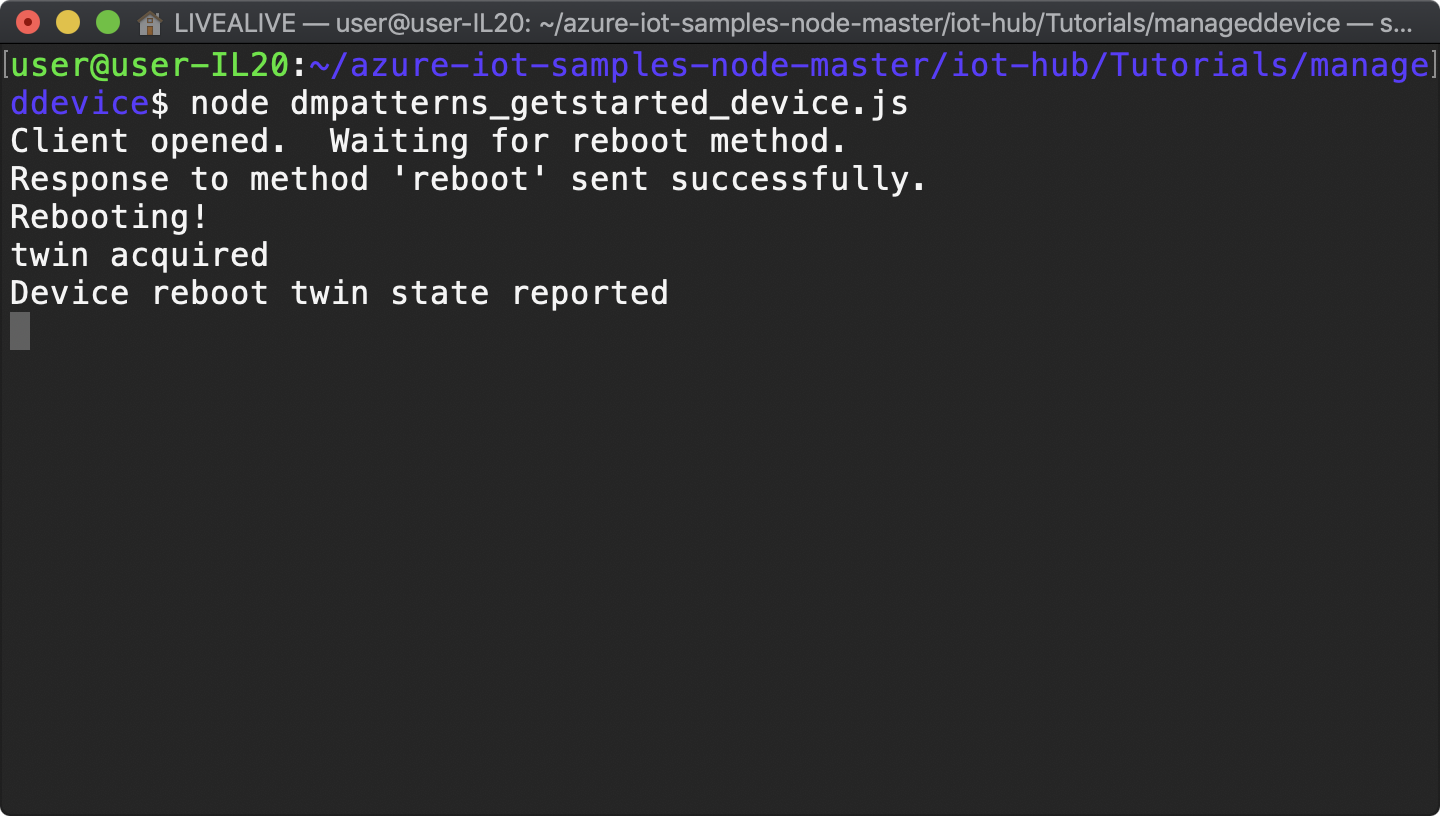 LIVEALIVE — user@user-IL20: ~/azure-iot-samples-node-master/iot-hub/Tutorials/manageddevice — s...
[user@user-IL20:~/azure-iot-samples-node-master/iot-hub/Tutorials/manage]
ddevice$ node dmpatterns_getstarted_device.js
Client opened.  Waiting for reboot method.
Response to method 'reboot' sent successfully.
Rebooting!
twin acquired
Device reboot twin state reported